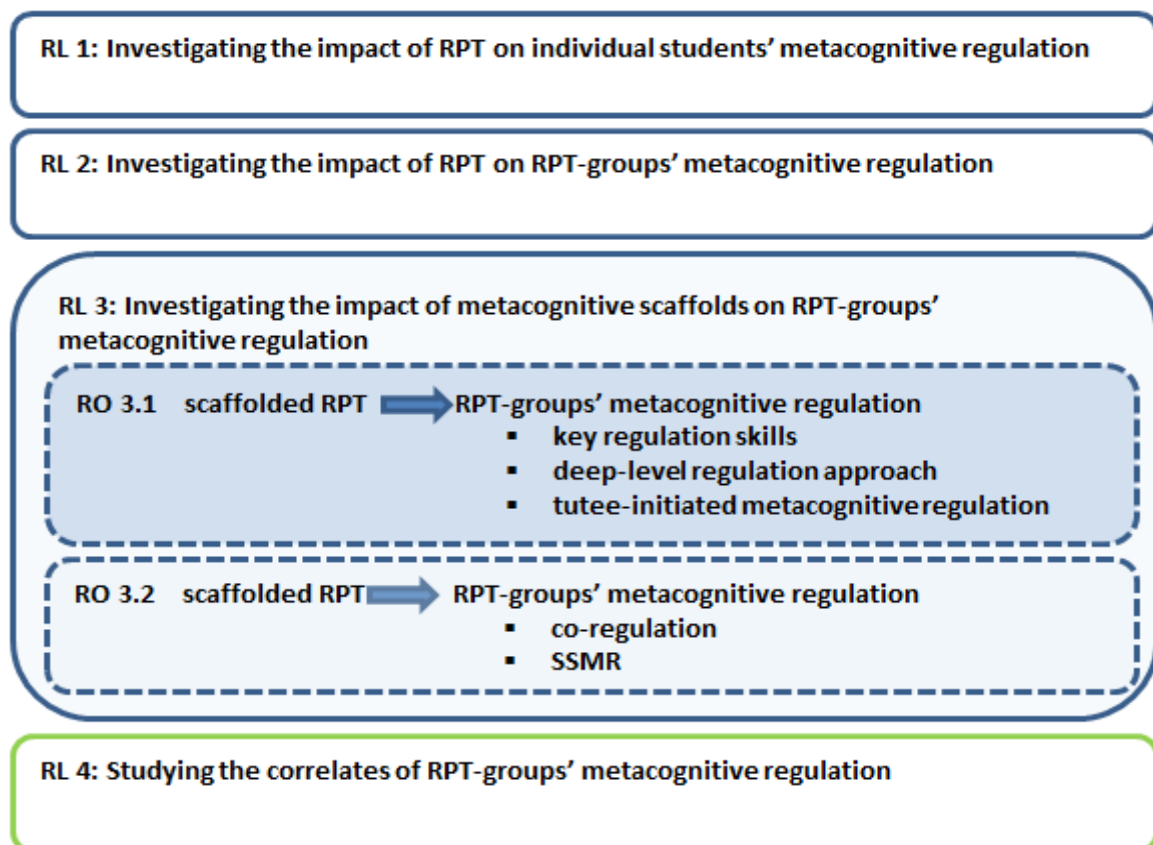 RL 1: Investigating the impact of RPT on individual students’ metacognitive regulation
RL 2: Investigating the impact of RPT on RPT-groups’ metacognitive regulation
RL 3: Investigating the impact of metacognitive scaffolds on RPT-groups’
metacognitive regulation
RO 3.1 scaffolded RPT RPT-groups’ metacognitive regulation
▪ key regulation skills
▪ deep-level regulation approach
▪ tutee-initiated metacognitive regulation
RO 3.2 scaffolded RPT RPT-groups’ metacognitive regulation
▪ co-regulation
▪ SSMR
RL 4: Studying the correlates of RPT-groups’ metacognitive regulation